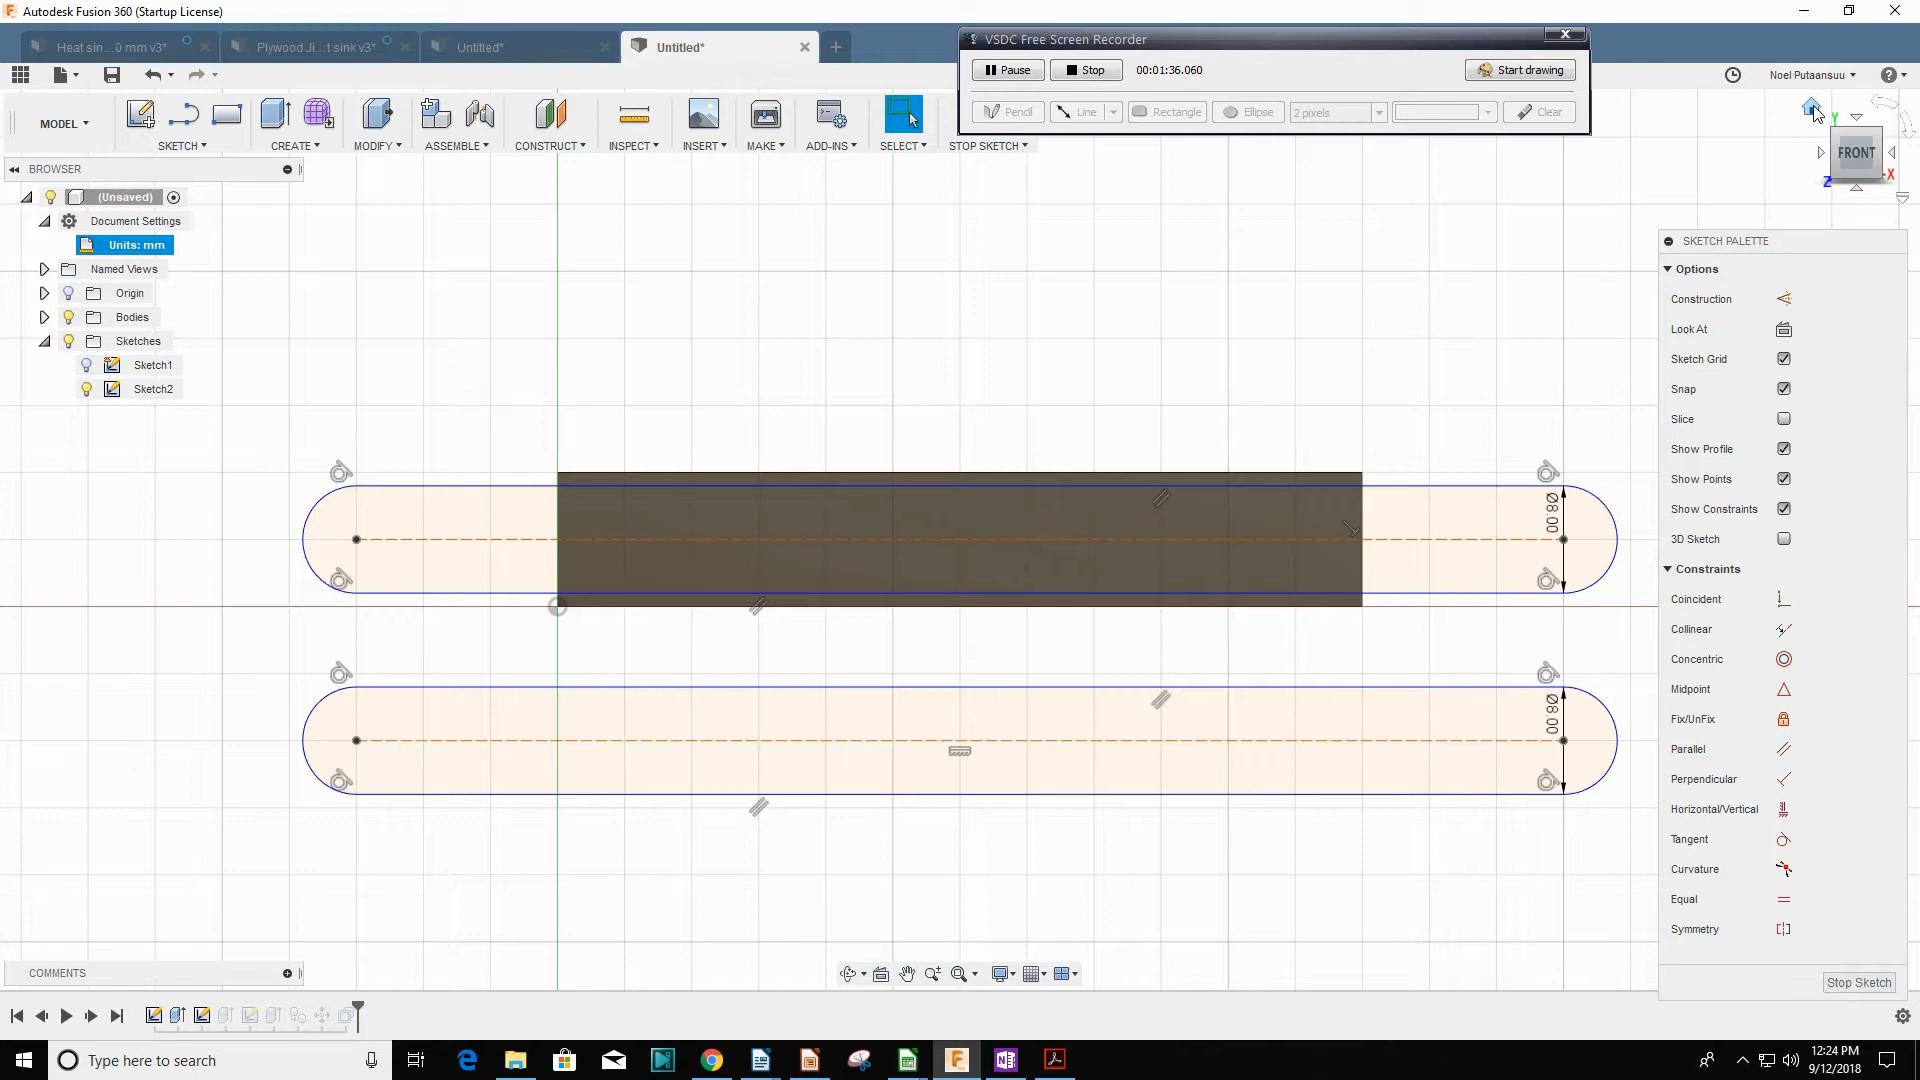 Autodesk Fusion 360 (Startup License)
Heat sin...0 mm v3*
Plywood Ji...t sink v3*
Untitled*
Untitled*
VSDC Free Screen Recorder
Pause
Stop
00:01:36.060
Start drawing
Pencil
Line
Rectangle
Ellipse
2 pixels
Clear
Noel Putaansuu
MODEL
SKETCH
CREATE
MODIFY
ASSEMBLE
CONSTRUCT
INSPECT
INSERT
MAKE
ADD-INS
SELECT
STOP SKETCH
Y
FRONT
Z
X
BROWSER
(Unsaved)
Document Settings
Units: mm
Named Views
Origin
Bodies
Sketches
Sketch1
Sketch2
SKETCH PALETTE
Options
Construction
Look At
Sketch Grid
Snap
Slice
Show Profile
Show Points
Show Constraints
3D Sketch
Constraints
Coincident
Collinear
Concentric
Midpoint
Fix/UnFix
Parallel
Perpendicular
Horizontal/Vertical
Tangent
Curvature
Equal
Symmetry
Stop Sketch
Ø8.00
Ø8.00
COMMENTS
Type here to search
12:24 PM
9/12/2018